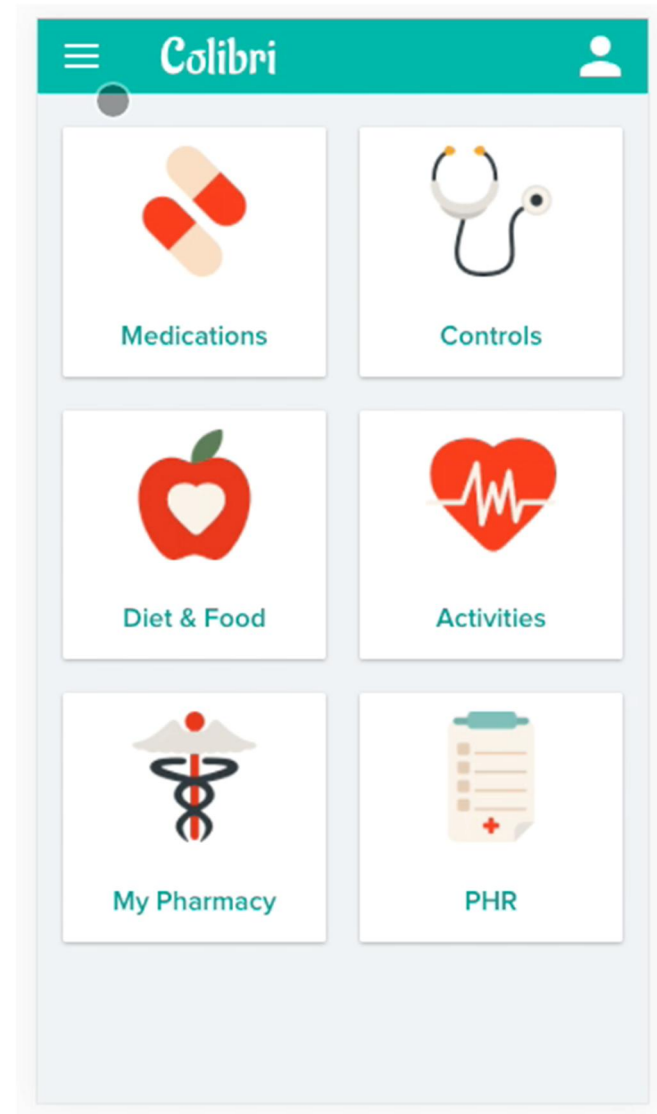 Colibri
Medications
Controls
Diet & Food
Activities
My Pharmacy
PHR